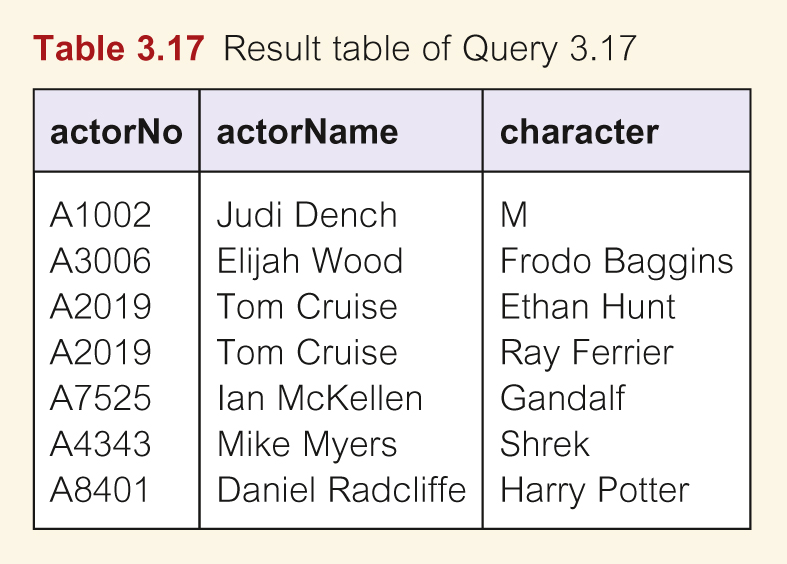 Table 3.17 Result table of Query 3.17
actorNo actorName character
A1002 Judi Dench M
A3006 Elijah Wood Frodo Baggins
A2019 Tom Cruise Ethan Hunt
A2019 Tom Cruise Ray Ferrier
A7525 Ian McKellen Gandalf
A4343 Mike Myers Shrek
A8401 Daniel Radcliffe Harry Potter